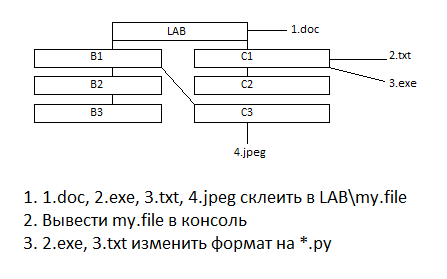 LAB
1.doc
B1
C1
2.txt
B2
C2
3.exe
B3
C3
4.jpeg
1. 1.doc, 2.exe, 3.txt, 4.jpeg склеить в LAB\my.file
2. Вывести my.file в консоль
3. 2.exe, 3.txt изменить формат на *.py